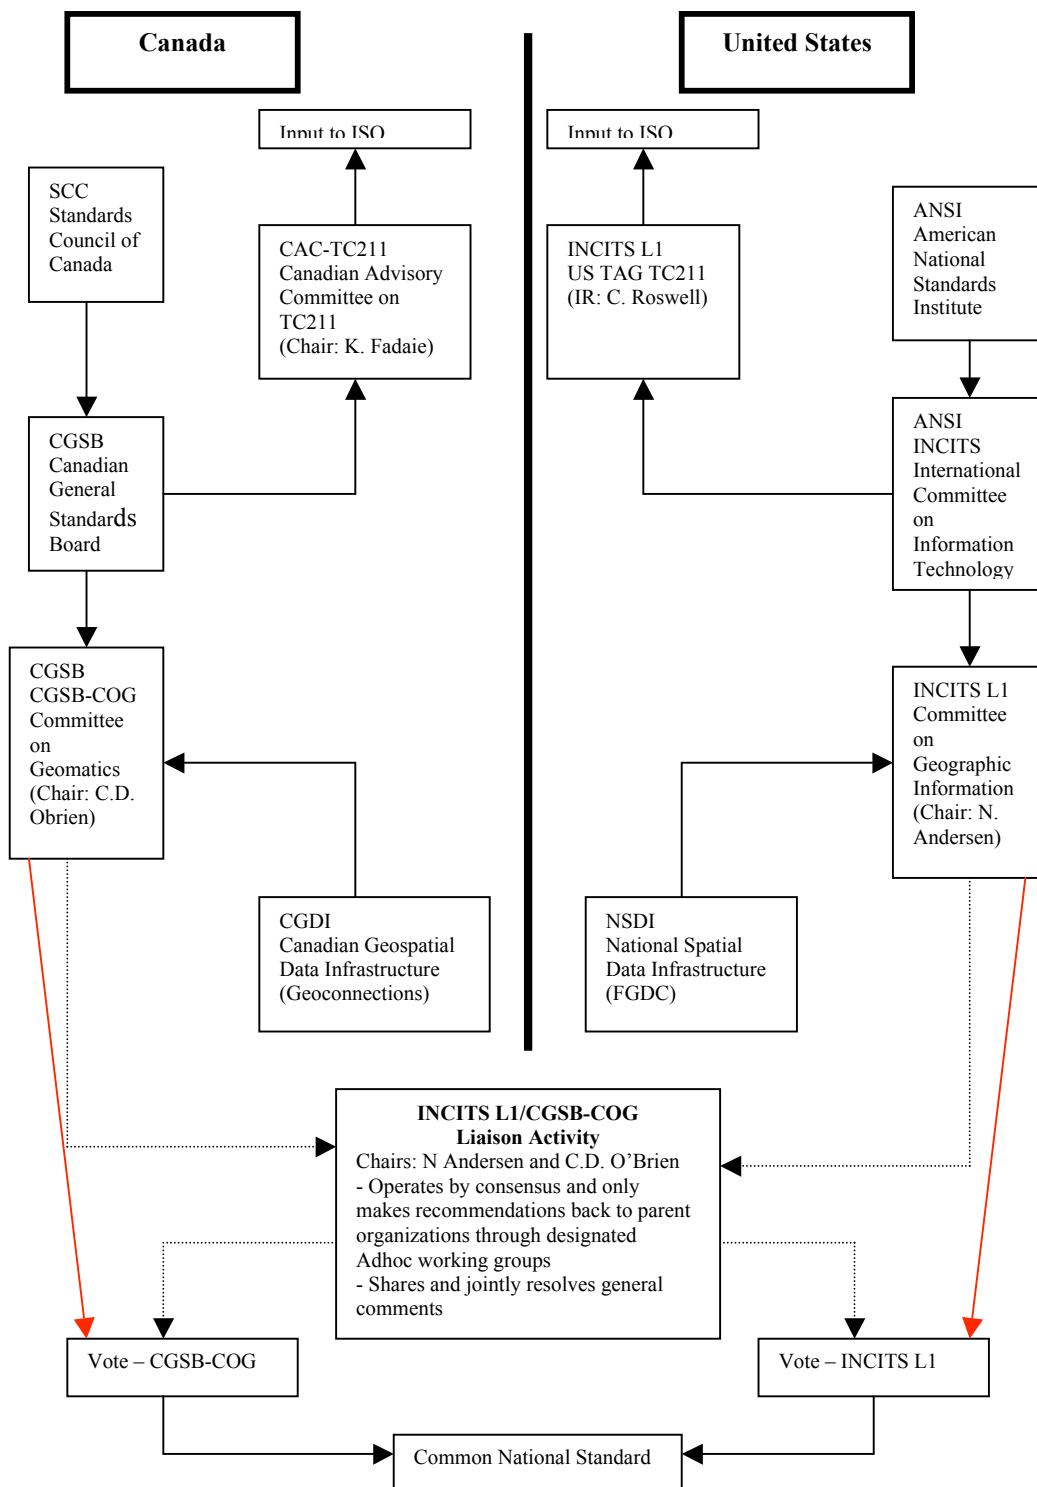 Canada
United States
Input to ISO
Input to ISO
SCC
Standards
Council of
Canada
CAC-TC211
Canadian Advisory
Committee on
TC211
(Chair: K. Fadaie)
INCITS L1
US TAG TC211
(IR: C. Roswell)
ANSI
American
National
Standards
Institute
CGSB
Canadian
General
Standards
Board
ANSI
INCITS
International
Committee
on
Information
Technology
CGSB
CGSB-COG
Committee
on
Geomatics
(Chair: C.D.
Obrien)
INCITS L1
Committee
on
Geographic
Information
(Chair: N.
Andersen)
CGDI
Canadian Geospatial
Data Infrastructure
(Geoconnections)
NSDI
National Spatial
Data Infrastructure
(FGDC)
INCITS L1/CGSB-COG
Liaison Activity
Chairs: N Andersen and C.D. O’Brien
- Operates by consensus and only
makes recommendations back to parent
organizations through designated
Adhoc working groups
- Shares and jointly resolves general
comments
Vote – CGSB-COG
Vote – INCITS L1
Common National Standard